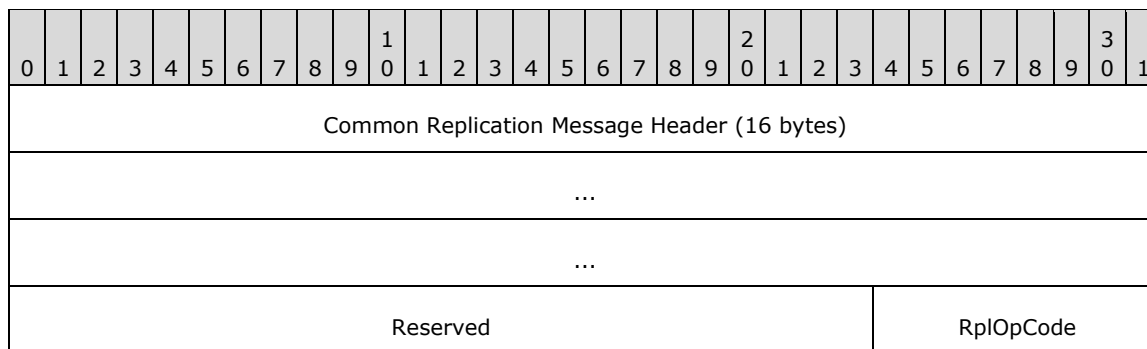 1 2 3
0 1 2 3 4 5 6 7 8 9 0 1 2 3 4 5 6 7 8 9 0 1 2 3 4 5 6 7 8 9 0 1
Common Replication Message Header (16 bytes)
...
...
Reserved RplOpCode